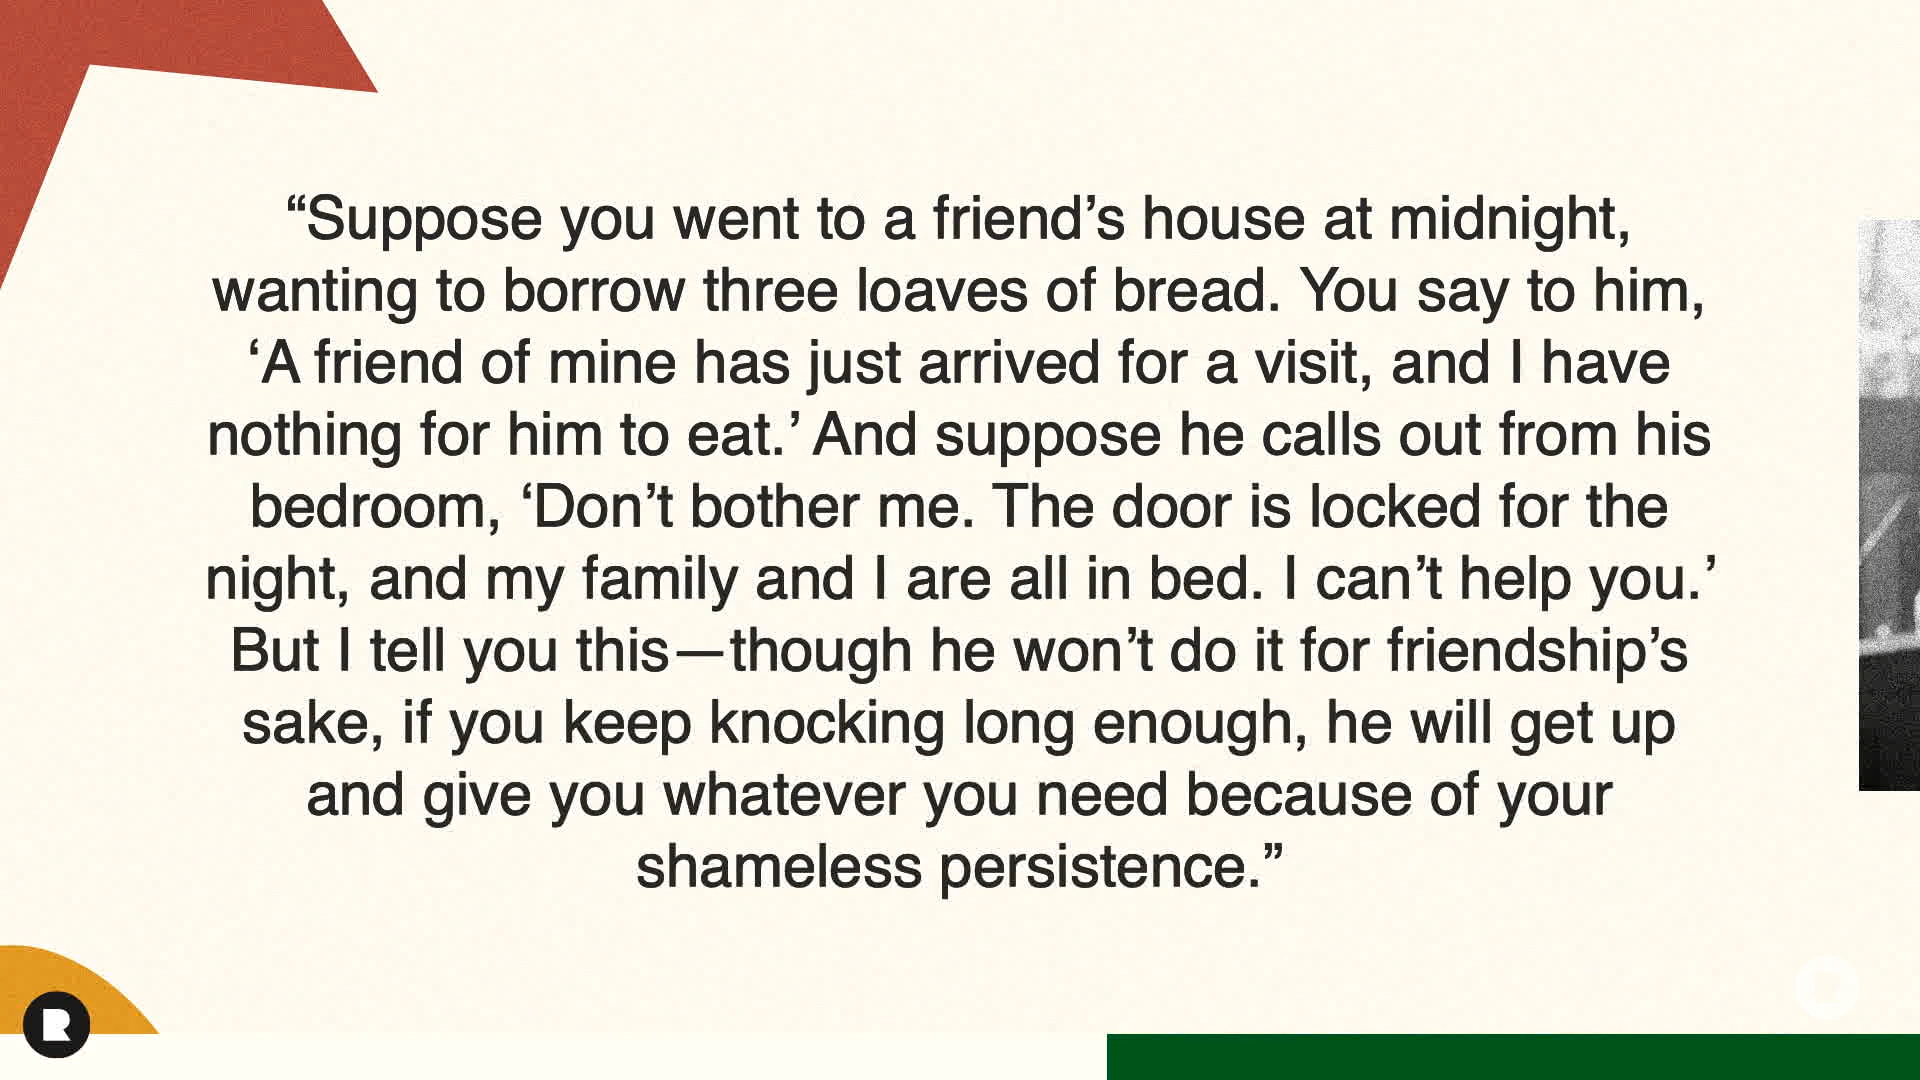 “Suppose you went to a friend’s house at midnight,
wanting to borrow three loaves of bread. You say to him,
‘A friend of mine has just arrived for a visit, and I have
nothing for him to eat.’ And suppose he calls out from his
bedroom, ‘Don’t bother me. The door is locked for the
night, and my family and I are all in bed. I can’t help you.’
But I tell you this—though he won’t do it for friendship’s
sake, if you keep knocking long enough, he will get up
and give you whatever you need because of your
shameless persistence.”
R